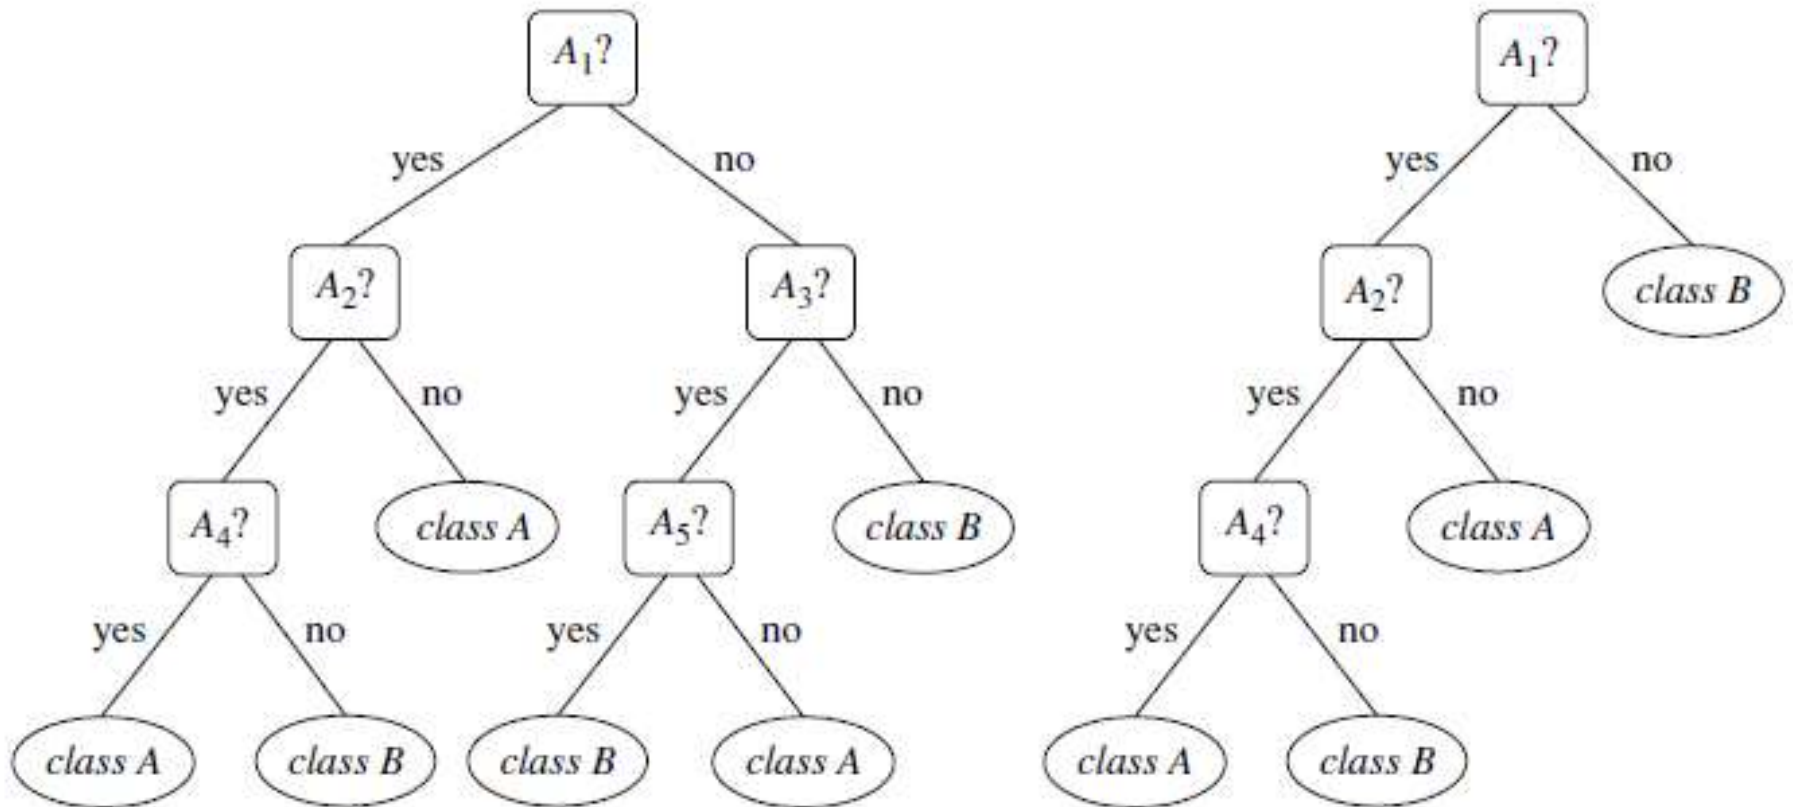 A₁? A₁?
yes no yes no
A₂? A₃? A₂? class B
yes no yes no yes no
A₄? class A A₅? class B A₄? class A
yes no yes no yes no
class A class B class B class A class A class B